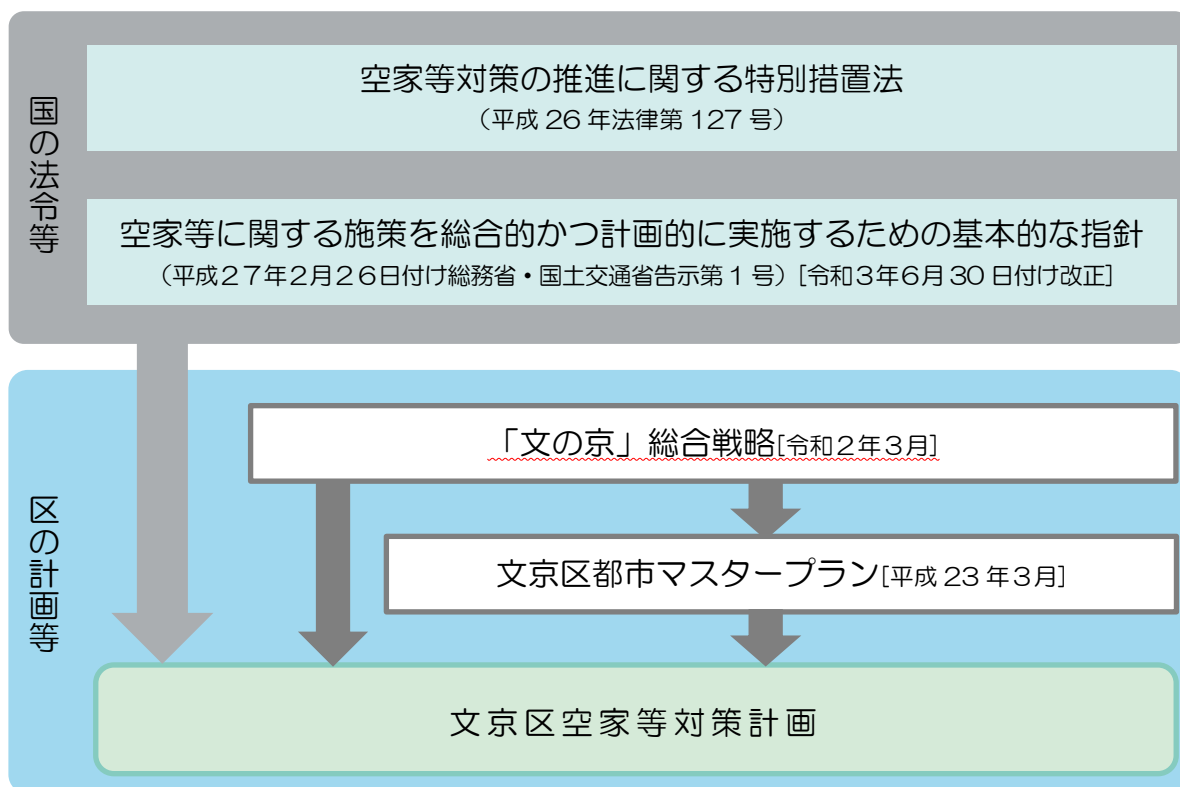 国の法令等
空家等対策の推進に関する特別措置法
（平成 26 年法律第 127 号）
空家等に関する施策を総合的かつ計画的に実施するための基本的な指針
（平成２７年２月２６日付け総務省・国土交通省告示第 1 号）[令和３年６月 30 日付け改正]
区の計画等
「文の京」総合戦略[令和２年３月]
文京区都市マスタープラン[平成 23 年３月]
文京区空家等対策計画